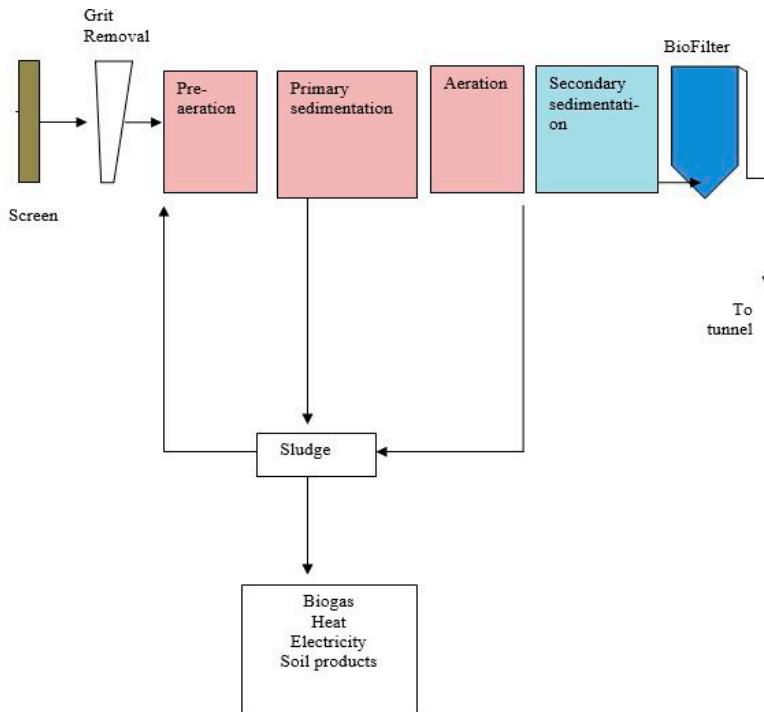 Grit
Removal
BioFilter
Pre-
aeration
Primary
sedimentation
Aeration
Secondary
sedimentati-
on
Screen
To
tunnel
Sludge
Biogas
Heat
Electricity
Soil products